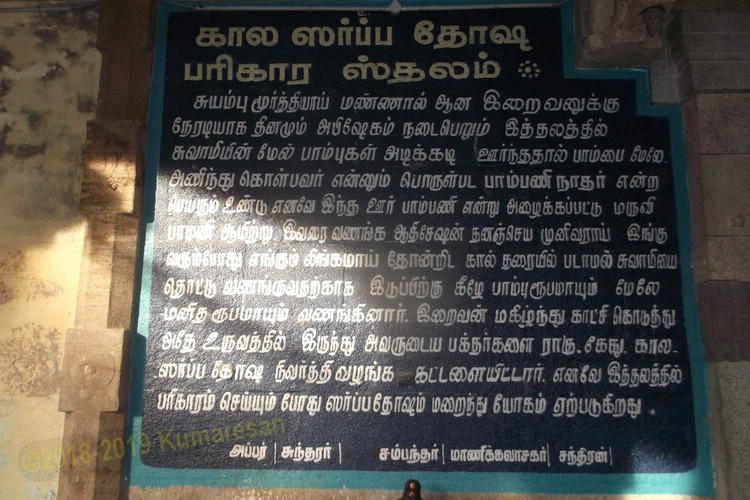 கால ஸர்ப்ப தோஷ
பரிகார ஸ்தலம்
சுயம்பு மூர்த்தியாய் மண்ணால் ஆன இறைவனுக்கு
நேரடியாக தினமும் அபிஷேகம் நடைபெறும் இத்தலத்தில்
சுவாமியின் மேல் பாம்புகள் அடிக்கடி ஊர்ந்ததால் பாம்பை மேலே
அணிந்து கொள்பவர் என்னும் பொருள்பட பாம்பணி நாதர் என்ற
பெயரும் உண்டு எனவே இந்த ஊர் பாம்பணி என்று அழைக்கப்பட்டு மருவி
பாமணி ஆயிற்று. இவரை வணங்க ஆதிசேஷன் தனஞ்செய முனிவராய் இங்கு
வரும்போது எங்கும் லிங்கமாய் தோன்றிட கால் தரையில் படாமல் சுவாமியை
தொட்டு வணங்குவதற்காக இடுப்பிற்கு கீழே பாம்புரூபமாயும் மேலே
மனித ரூபமாயும் வணங்கினார். இறைவன் மகிழ்ந்து காட்சி கொடுத்து
அதே உருவத்தில் இருந்து அவருடைய பக்தர்களை ராகு. கேது. கால-
ஸர்ப்ப தோஷ நிவர்த்தி வழங்க கட்டளையிட்டார். எனவே இத்தலத்தில்
பரிகாரம் செய்யும் போது ஸர்ப்பதோஷம் மறைந்து யோகம் ஏற்படுகிறது
அப்பர் | சுந்தரர் | சம்பந்தர் | மாணிக்கவாசகர் | சந்திரன் |
©2018-2019 Kumaresan